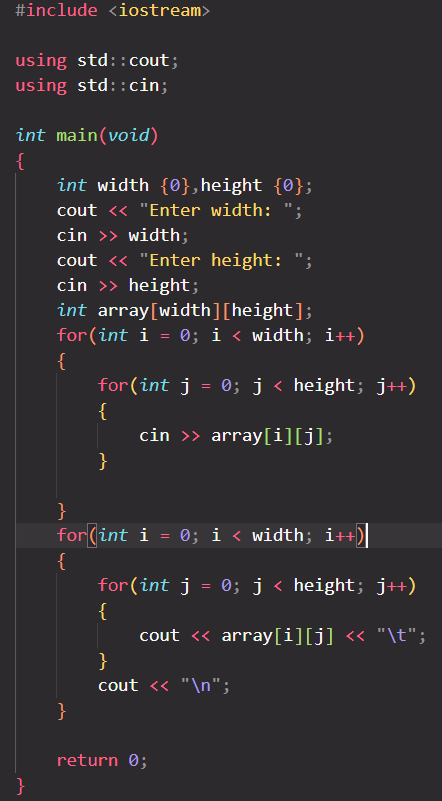 #include <iostream>

using std::cout;
using std::cin;

int main(void)
{
    int width {0},height {0};
    cout << "Enter width: ";
    cin >> width;
    cout << "Enter height: ";
    cin >> height;
    int array[width][height];
    for(int i = 0; i < width; i++)
    {
        for(int j = 0; j < height; j++)
        {
            cin >> array[i][j];
        }

    }
    for(int i = 0; i < width; i++)
    {
        for(int j = 0; j < height; j++)
        {
            cout << array[i][j] << "\t";
        }
        cout << "\n";
    }

    return 0;
}